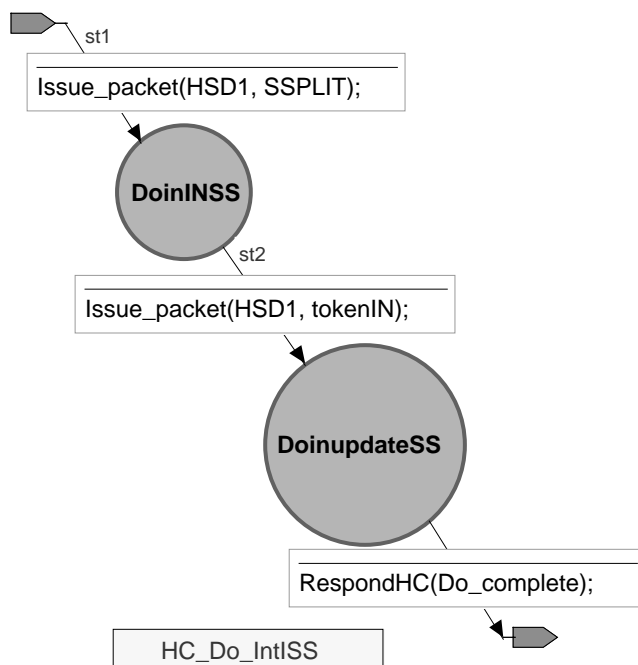 st1
Issue_packet(HSD1, SSPLIT);
DoinINSS
st2
Issue_packet(HSD1, tokenIN);
DoinupdateSS
RespondHC(Do_complete);
HC_Do_IntISS